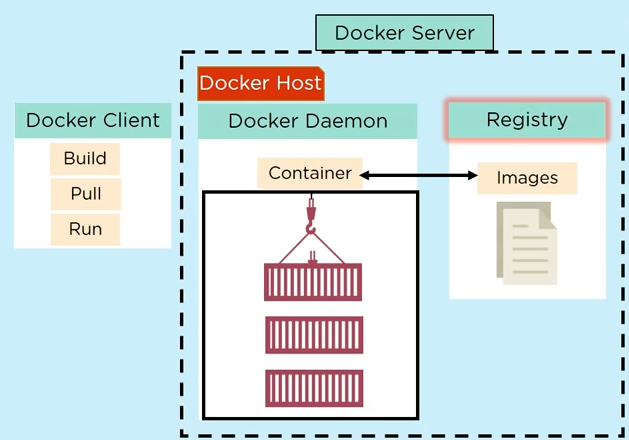 Docker Server
Docker Host
Docker Client
Build
Pull
Run
Docker Daemon
Container
Registry
Images